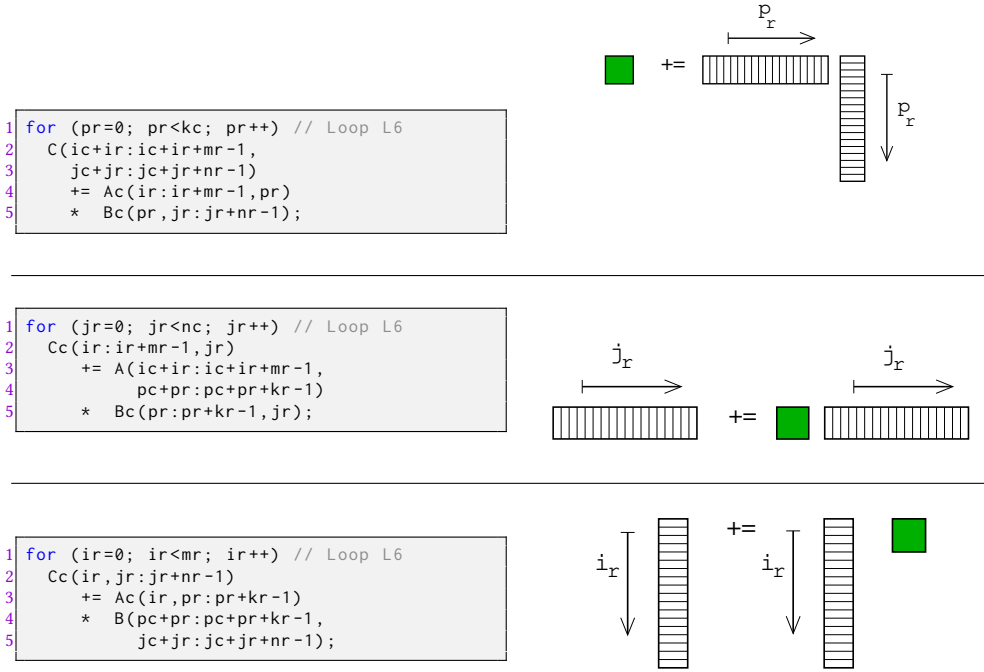 p_r
+=
p_r
1 for (pr=0; pr<kc; pr++) // Loop L6
2 C(ic+ir:ic+ir+mr-1,
3 jc+jr:jc+jr+nr-1)
4 += Ac(ir:ir+mr-1,pr)
5 * Bc(pr,jr:jr+nr-1);
1 for (jr=0; jr<nc; jr++) // Loop L6
2 Cc(ir:ir+mr-1,jr)
3 += A(ic+ir:ic+ir+mr-1,
4 pc+pr:pc+pr+kr-1)
5 * Bc(pr:pr+kr-1,jr);
j_r
+=
j_r
1 for (ir=0; ir<mr; ir++) // Loop L6
2 Cc(ir,jr:jr+nr-1)
3 += Ac(ir,pr:pr+kr-1)
4 * B(pc+pr:pc+pr+kr-1,
5 jc+jr:jc+jr+nr-1);
i_r
+=
i_r